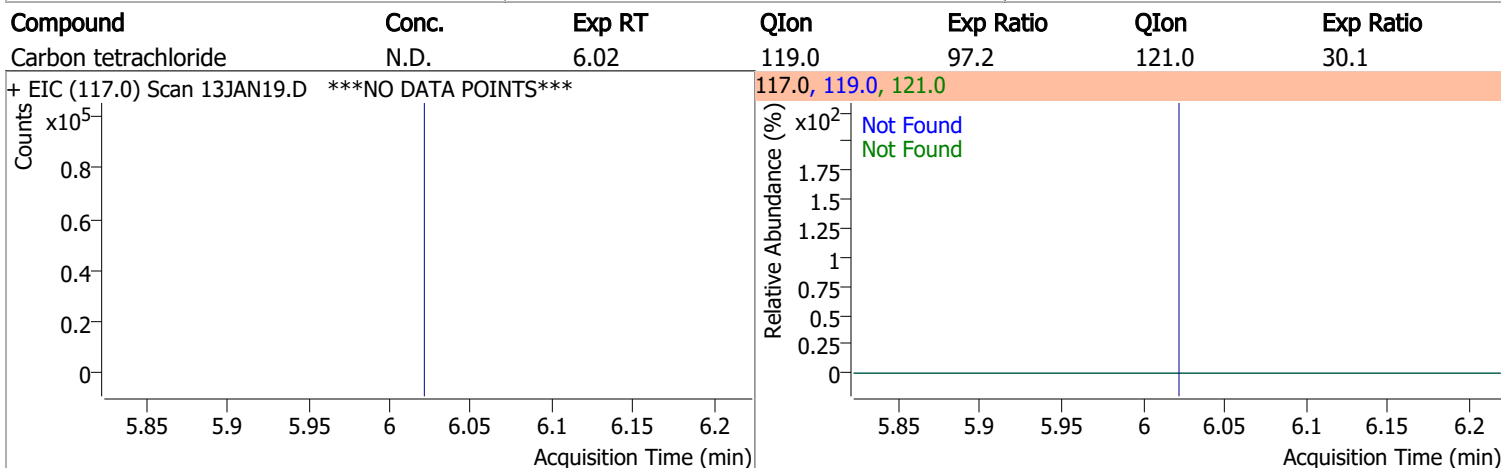 Compound Conc. Exp RT QIon Exp Ratio QIon Exp Ratio
Carbon tetrachloride N.D. 6.02 119.0 97.2 121.0 30.1
+ EIC (117.0) Scan 13JAN19.D ***NO DATA POINTS***
Counts
x10⁵
0.8
0.6
0.4
0.2
0
5.85 5.9 5.95 6 6.05 6.1 6.15 6.2
Acquisition Time (min)
117.0, 119.0, 121.0
Relative Abundance (%)
x10²
Not Found
Not Found
1.75
1.5
1.25
1
0.75
0.5
0.25
0
5.85 5.9 5.95 6 6.05 6.1 6.15 6.2
Acquisition Time (min)